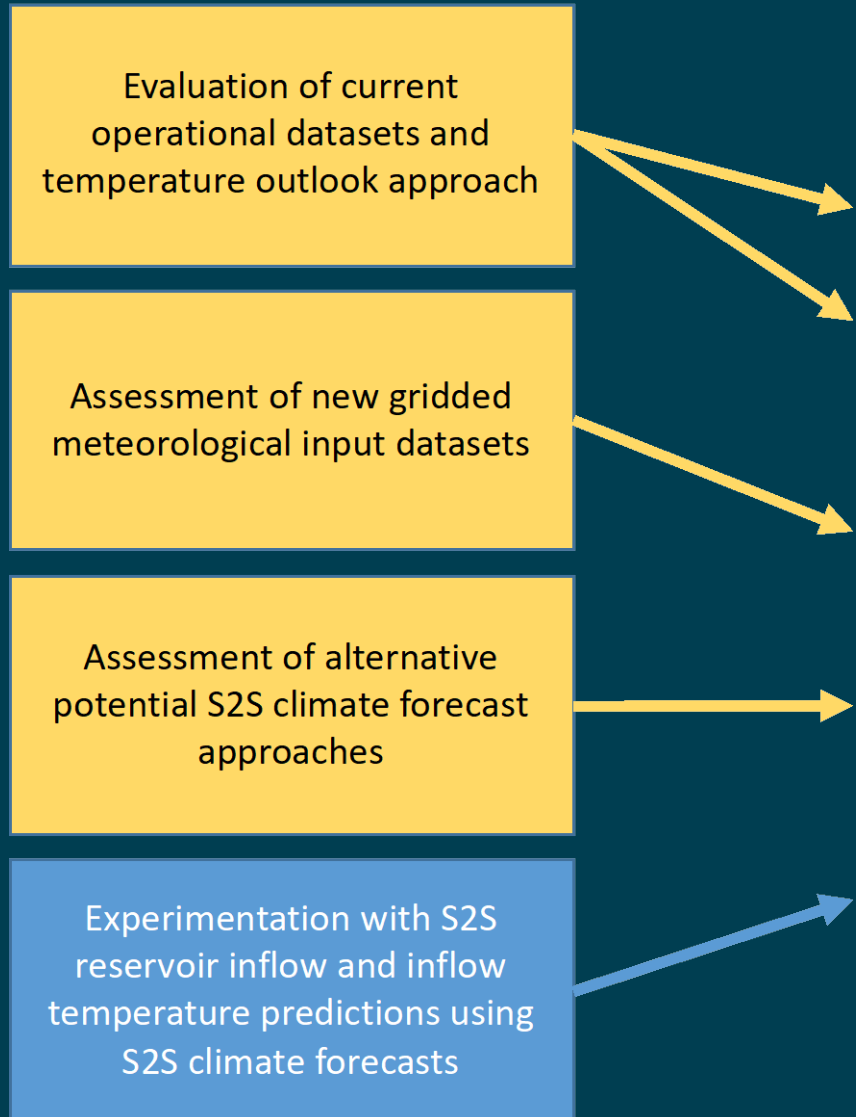 Evaluation of current
operational datasets and
temperature outlook approach
Assessment of new gridded
meteorological input datasets
Assessment of alternative
potential S2S climate forecast
approaches
Experimentation with S2S
reservoir inflow and inflow
temperature predictions using
S2S climate forecasts